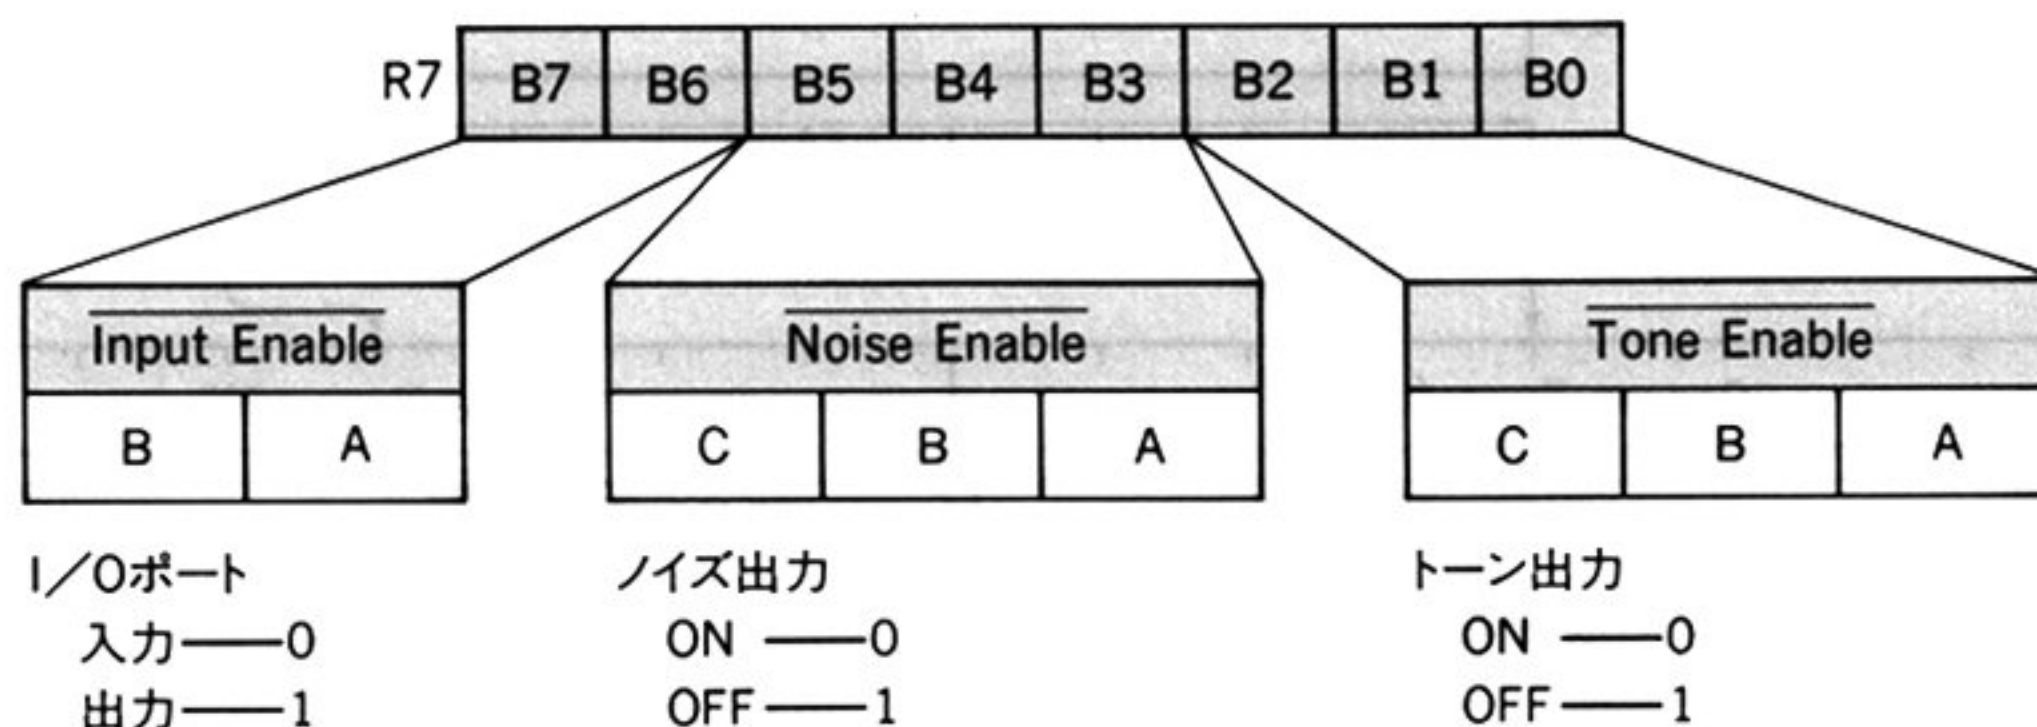 R7 B7 B6 B5 B4 B3 B2 B1 B0
Input Enable
B A
Noise Enable
C B A
Tone Enable
C B A
I／Oポート
入力——0
出力——1
ノイズ出力
ON ——0
OFF——1
トーン出力
ON ——0
OFF——1